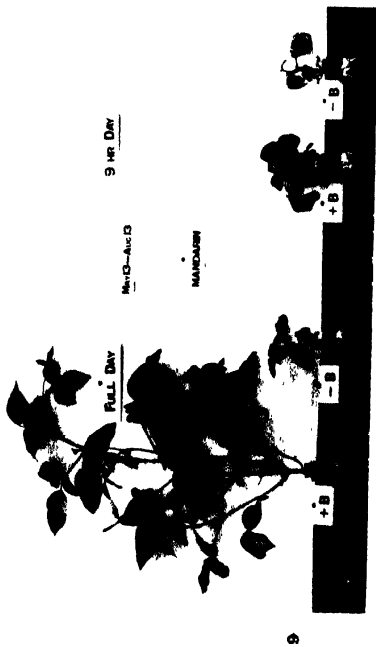 FULL DAY 9 HR DAY
MAY 13-AUG 13
MANDARIN
+B -B +B -B
9